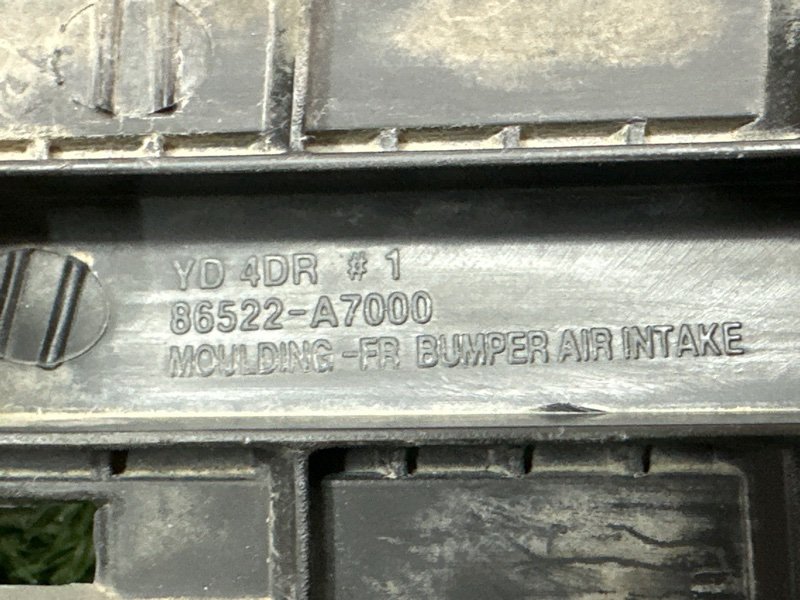 YD 4DR # 1
86522-A7000
MOULDING -FR BUMPER AIR INTAKE